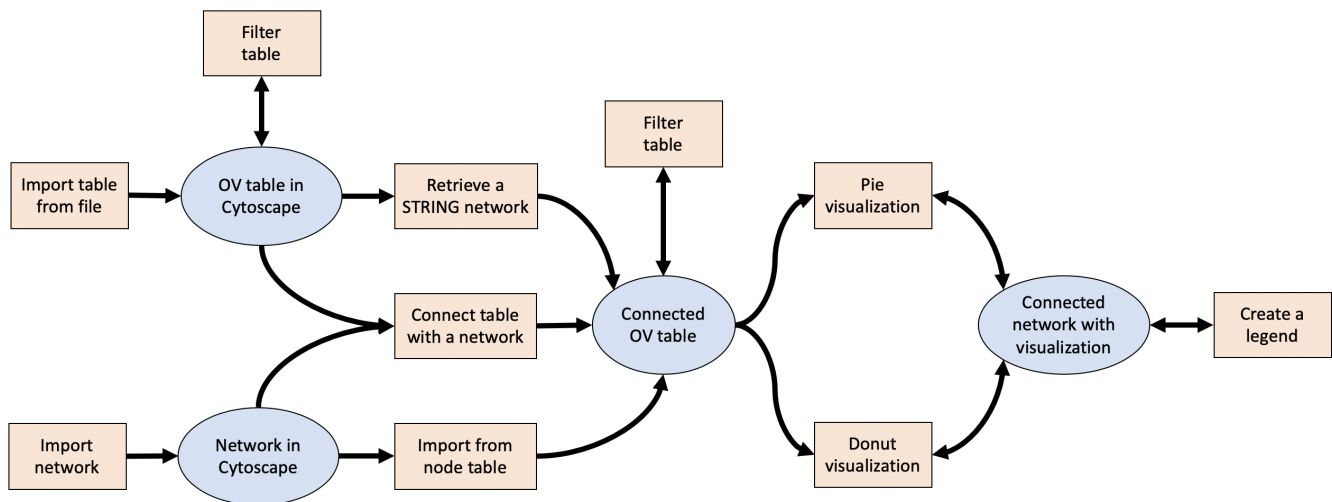 Filter
table
Import table
from file
OV table in
Cytoscape
Retrieve a
STRING network
Filter
table
Pie
visualization
Connect table
with a network
Connected
OV table
Connected
network with
visualization
Create a
legend
Import
network
Network in
Cytoscape
Import from
node table
Donut
visualization